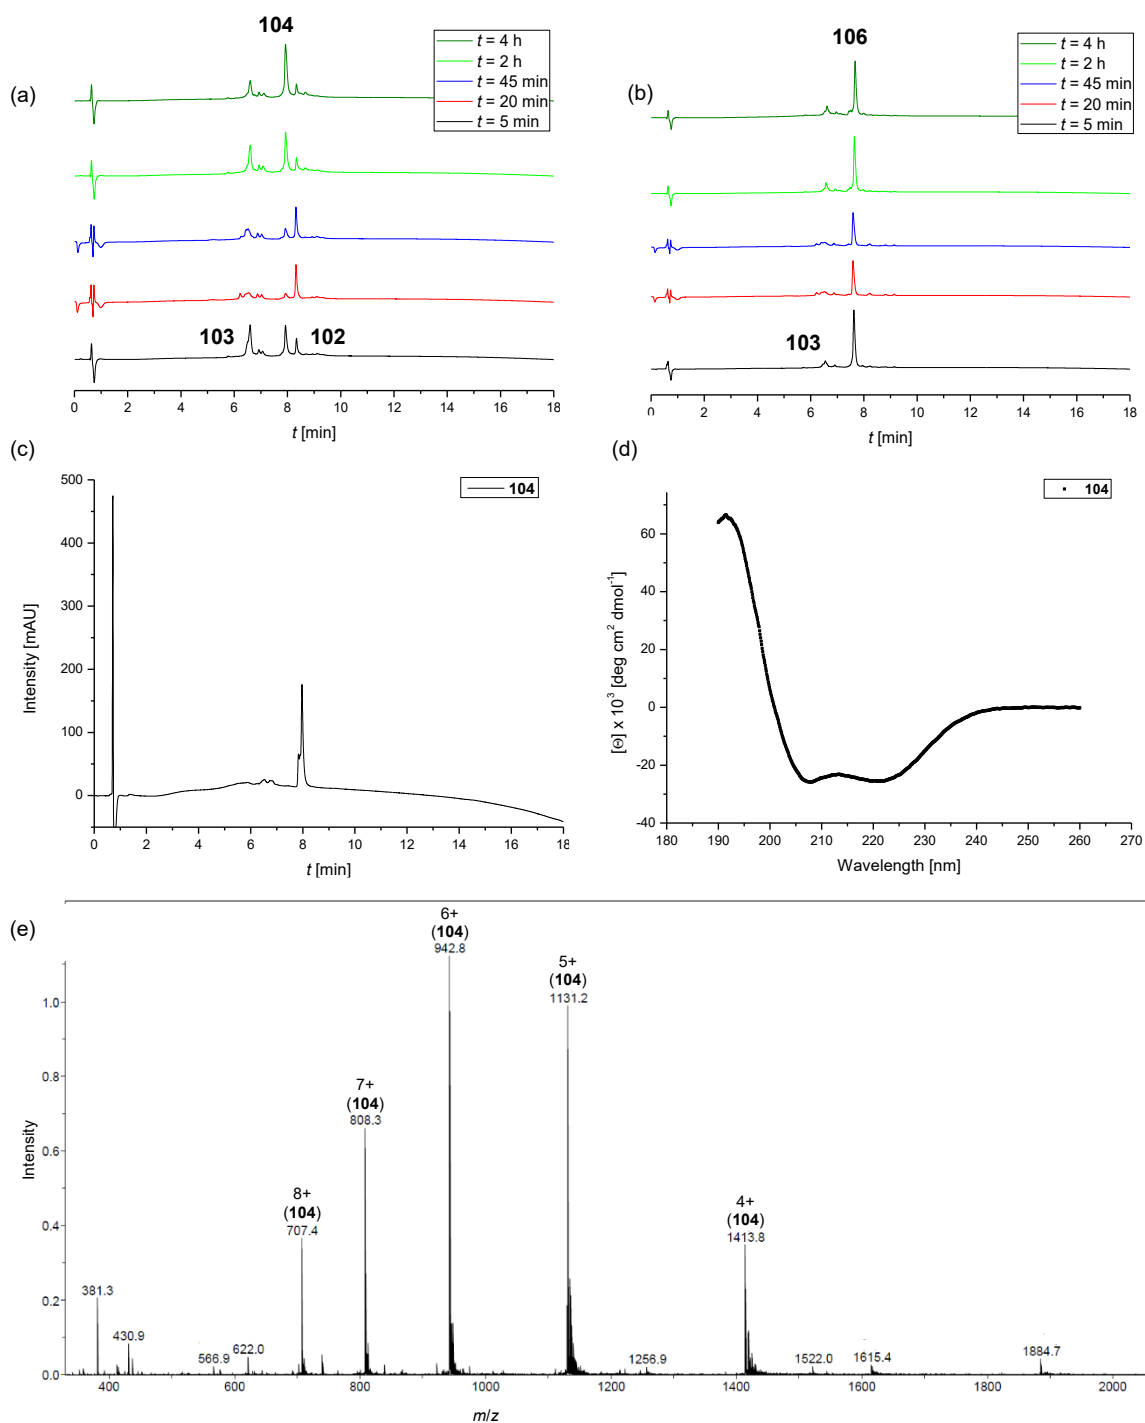 (a)
104
t = 4 h
t = 2 h
t = 45 min
t = 20 min
t = 5 min
103
102
0 2 4 6 8 10 12 14 16 18
t [min]
(b)
106
t = 4 h
t = 2 h
t = 45 min
t = 20 min
t = 5 min
103
0 2 4 6 8 10 12 14 16 18
t [min]
(c)
500
400
300
200
100
0
Intensity [mAU]
104
0 2 4 6 8 10 12 14 16 18
t [min]
(d)
60
40
20
0
-20
-40
[Θ] x 10³ [deg cm² dmol⁻¹]
104
180 190 200 210 220 230 240 250 260 270
Wavelength [nm]
(e)
6+
(104)
942.8
5+
(104)
1131.2
7+
(104)
808.3
8+
(104)
707.4
4+
(104)
1413.8
381.3
430.9
566.9
622.0
1256.9
1522.0
1615.4
1884.7
1.0
0.8
0.6
0.4
0.2
0.0
Intensity
400 600 800 1000 1200 1400 1600 1800 2000
m/z